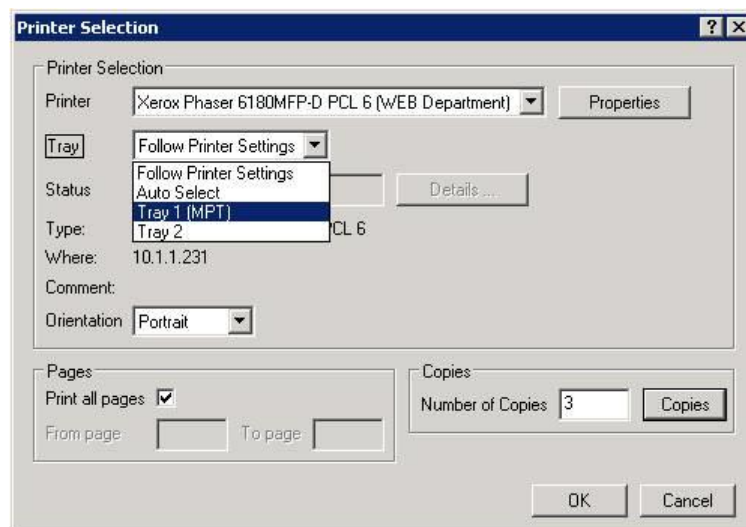 Printer Selection
Printer Selection
Printer Xerox Phaser 6180MFP-D PCL 6 (WEB Department) Properties
Tray Follow Printer Settings
Follow Printer Settings
Status Auto Select Details ...
Tray 1 (MPT)
Type: Tray 2 PCL 6
Where: 10.1.1.231
Comment:
Orientation Portrait
Pages
Print all pages
From page To page
Copies
Number of Copies 3 Copies
OK Cancel